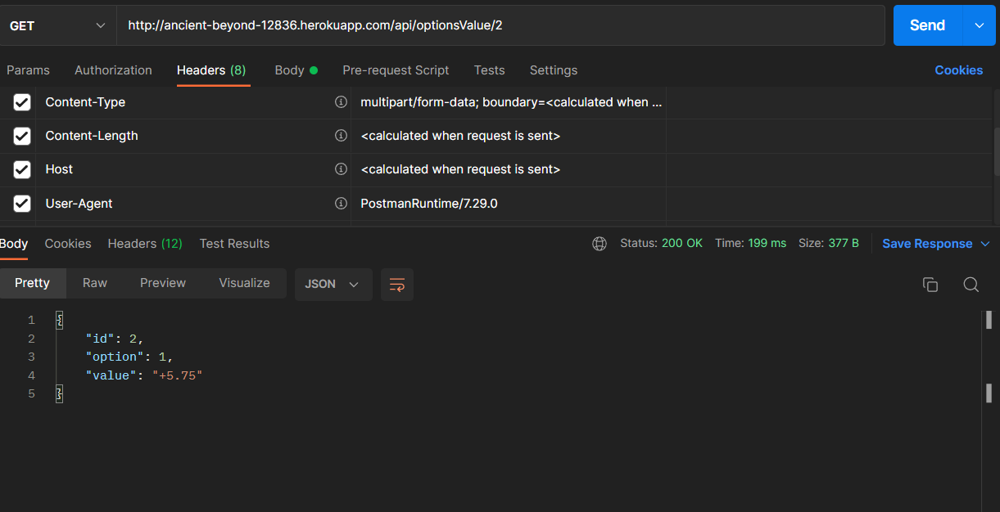 GET http://ancient-beyond-12836.herokuapp.com/api/optionsValue/2 Send
Params Authorization Headers (8) Body Pre-request Script Tests Settings Cookies
Content-Type multipart/form-data; boundary=<calculated when ...
Content-Length <calculated when request is sent>
Host <calculated when request is sent>
User-Agent PostmanRuntime/7.29.0
Body Cookies Headers (12) Test Results Status: 200 OK Time: 199 ms Size: 377 B Save Response
Pretty Raw Preview Visualize JSON
1 {
2 "id": 2,
3 "option": 1,
4 "value": "+5.75"
5 }